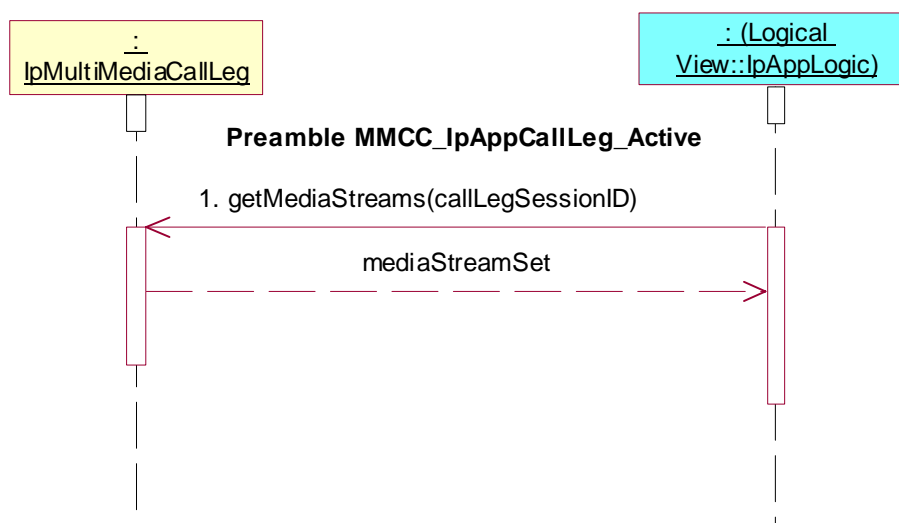 :
IpMultiMediaCallLeg
: (Logical
View::IpAppLogic)
Preamble MMCC_IpAppCallLeg_Active
1. getMediaStreams(callLegSessionID)
mediaStreamSet